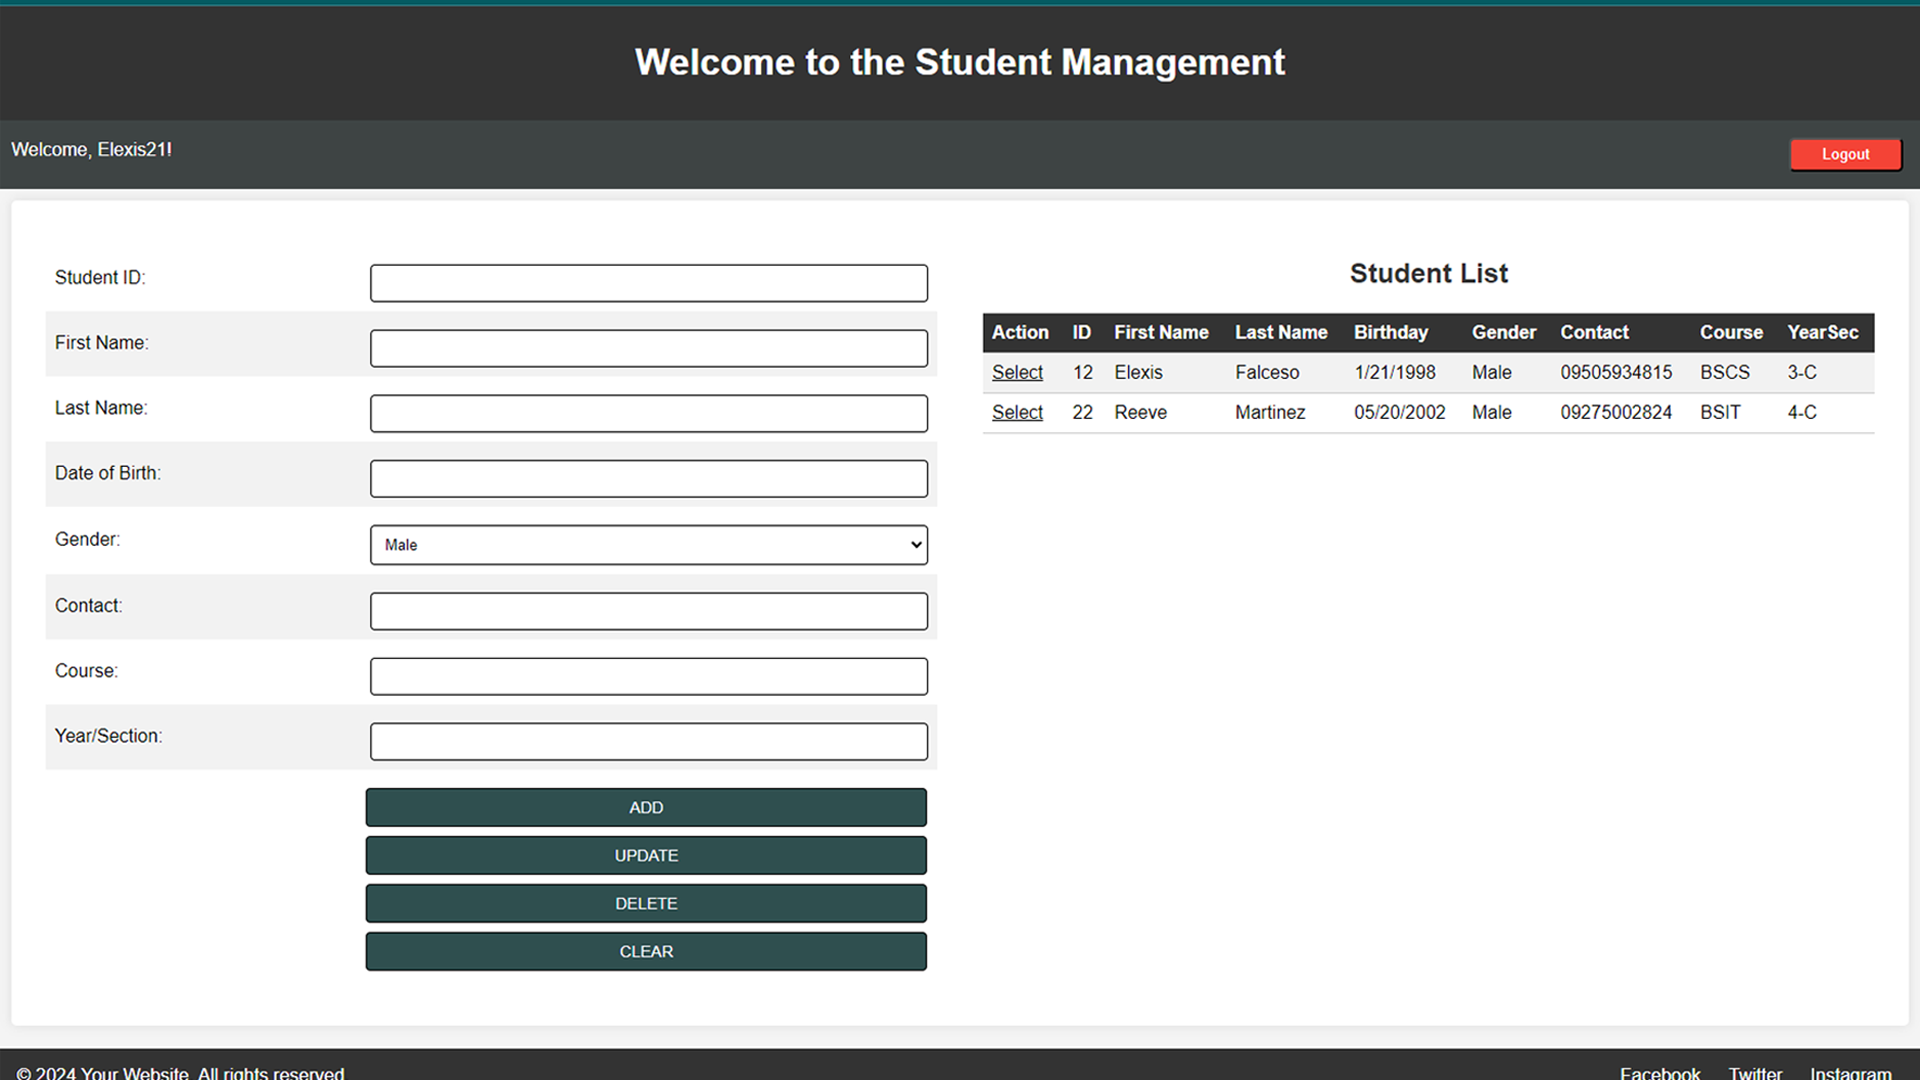 Welcome to the Student Management
Welcome, Elexis21!
Logout
Student ID:
First Name:
Last Name:
Date of Birth:
Gender: Male
Contact:
Course:
Year/Section:
ADD
UPDATE
DELETE
CLEAR
Student List
Action ID First Name Last Name Birthday Gender Contact Course YearSec
Select 12 Elexis Falceso 1/21/1998 Male 09505934815 BSCS 3-C
Select 22 Reeve Martinez 05/20/2002 Male 09275002824 BSIT 4-C
© 2024 Your Website. All rights reserved
Facebook Twitter Instagram